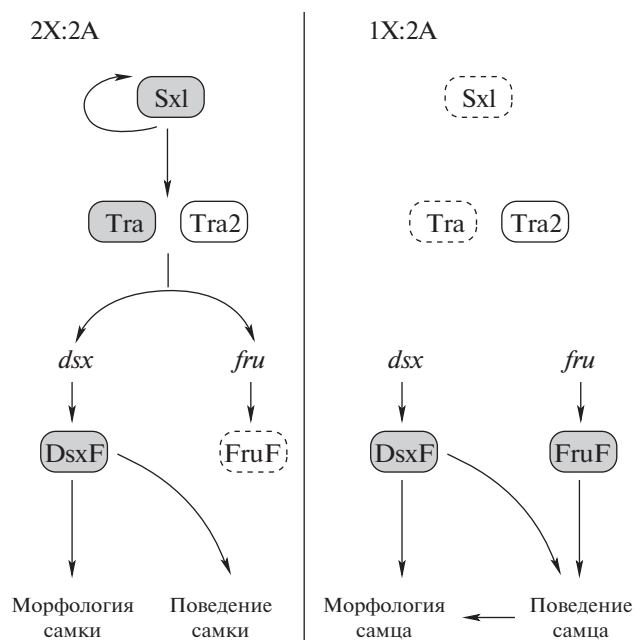 2X:2A
Sxl
Tra
Tra2
dsx
fru
DsxF
FruF
Морфология
самки
Поведение
самки
1X:2A
Sxl
Tra
Tra2
dsx
fru
DsxF
FruF
Морфология
самца
Поведение
самца